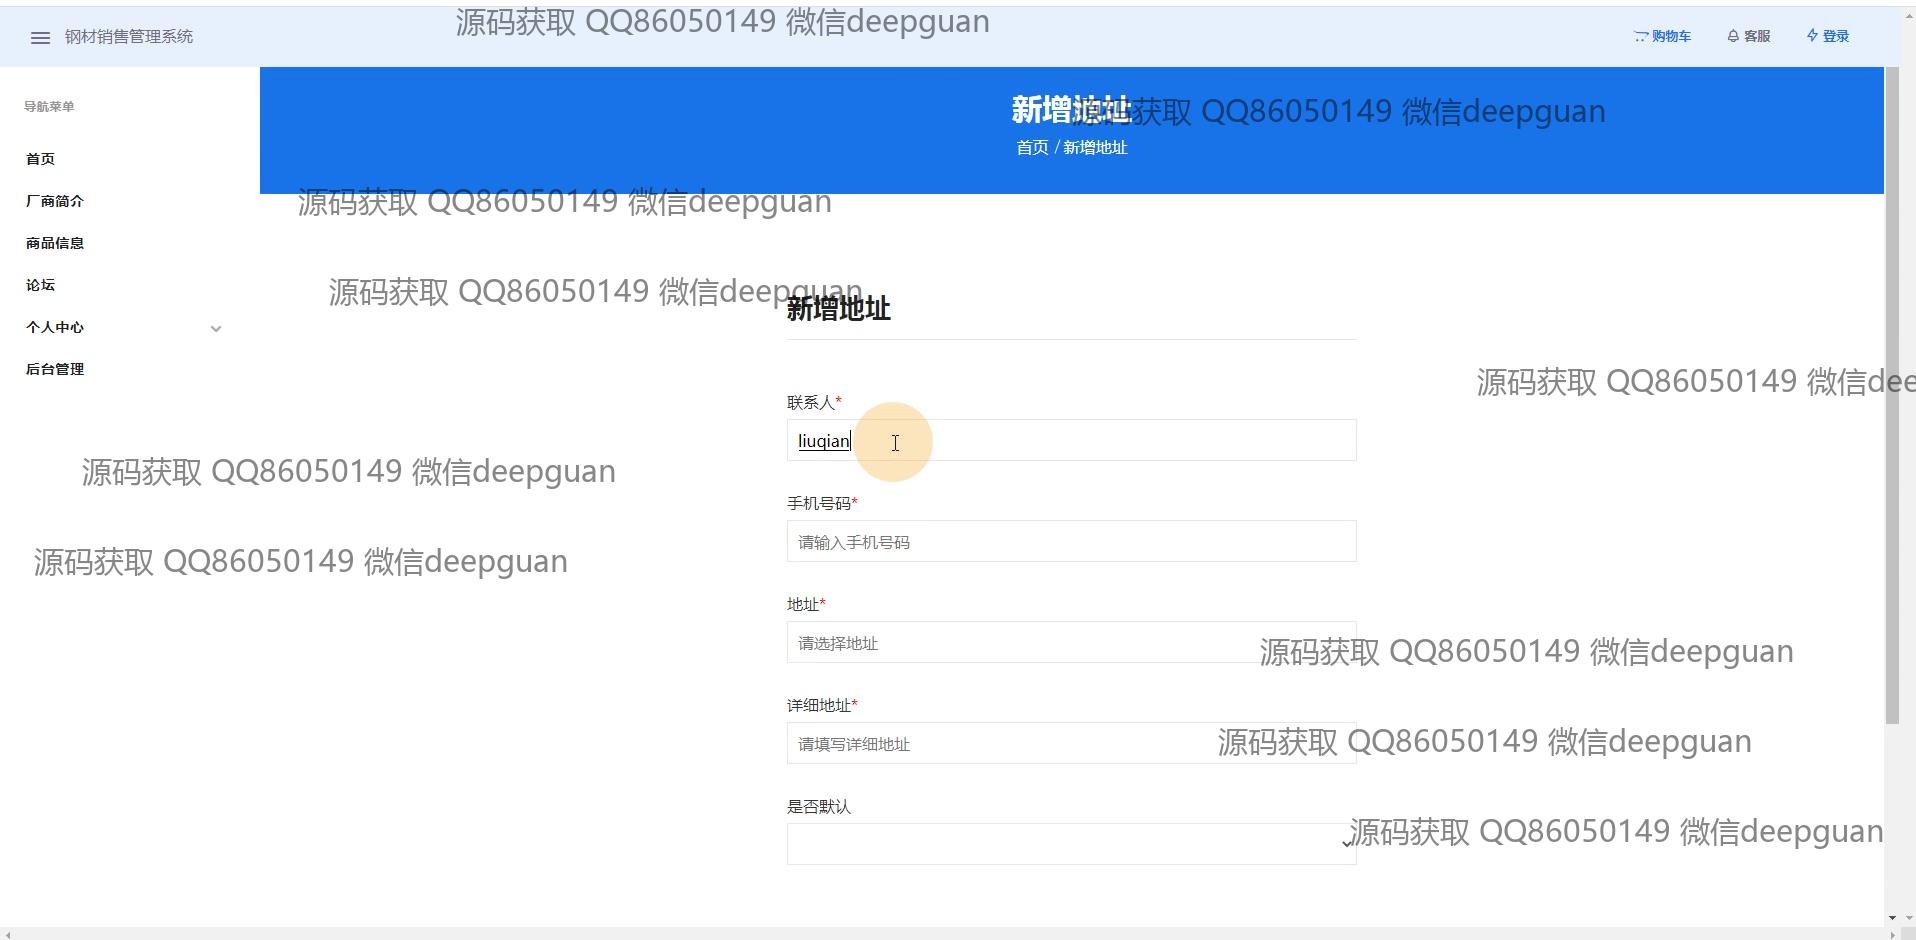 源码获取 QQ86050149 微信deepguan
钢材销售管理系统
购物车
客服
登录
导航菜单
新增地址
源码获取 QQ86050149 微信deepguan
首页 / 新增地址
首页
厂商简介
源码获取 QQ86050149 微信deepguan
商品信息
论坛
源码获取 QQ86050149 微信deepguan
新增地址
个人中心
后台管理
源码获取 QQ86050149 微信dee
联系人*
liuqian
源码获取 QQ86050149 微信deepguan
手机号码*
请输入手机号码
源码获取 QQ86050149 微信deepguan
地址*
请选择地址
源码获取 QQ86050149 微信deepguan
详细地址*
请填写详细地址
源码获取 QQ86050149 微信deepguan
是否默认
源码获取 QQ86050149 微信deepguan